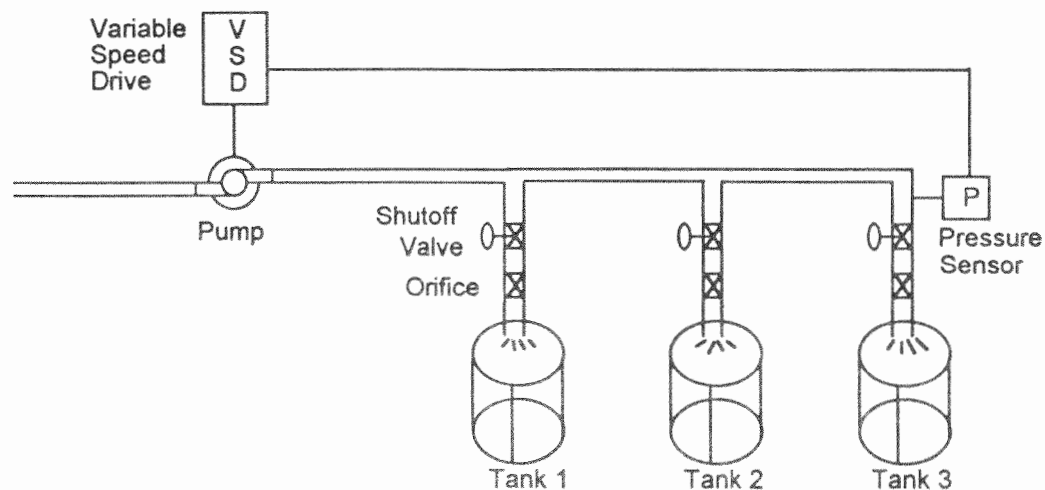 Variable
Speed
Drive
V
S
D
Pump
Shutoff
Valve
Orifice
P
Pressure
Sensor
Tank 1
Tank 2
Tank 3